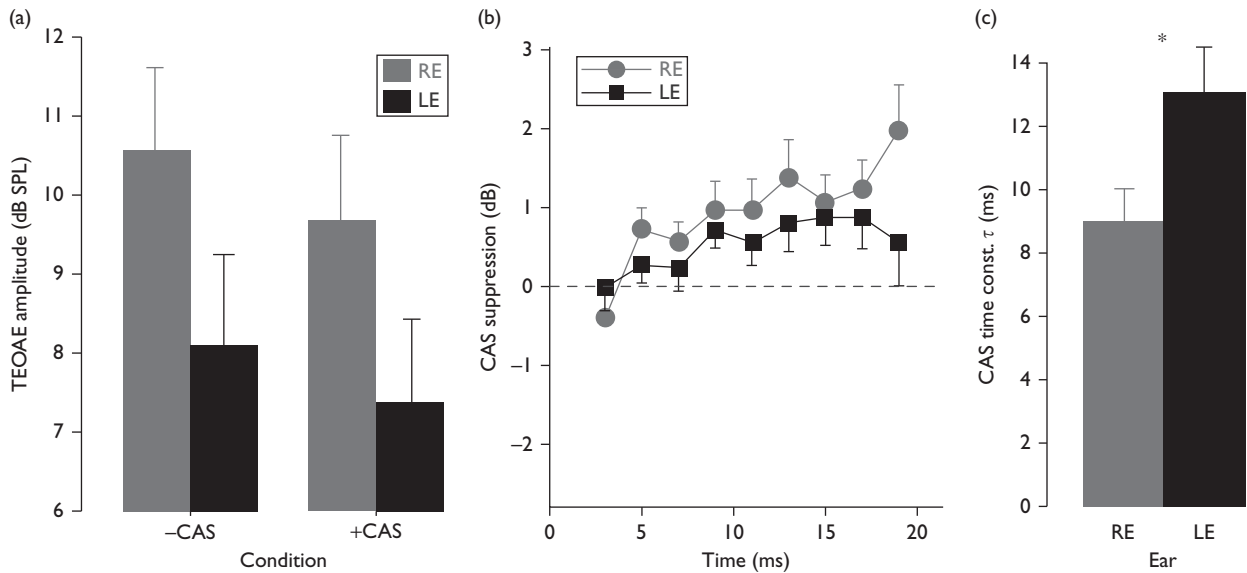 (a)
TEOAE amplitude (dB SPL)
12
11
10
9
8
7
6
RE
LE
–CAS
+CAS
Condition
(b)
CAS suppression (dB)
3
2
1
0
–1
–2
RE
LE
0
5
10
15
20
Time (ms)
(c)
CAS time const. τ (ms)
*
14
12
10
8
6
4
2
0
RE
LE
Ear